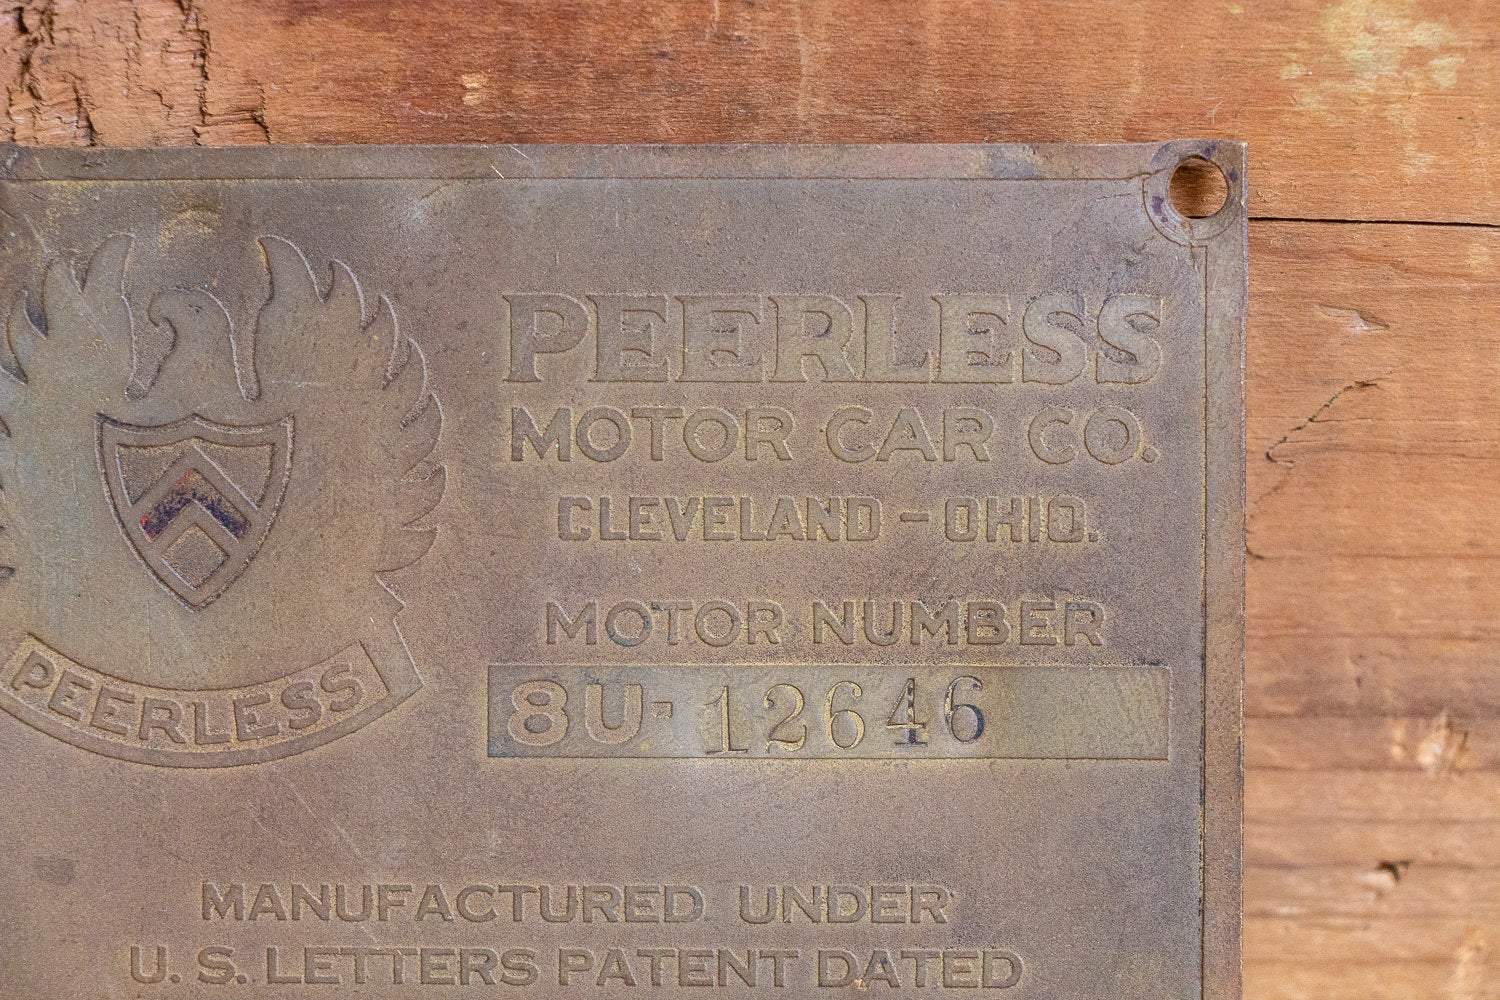 PEERLESS
PEERLESS
MOTOR CAR CO.
CLEVELAND - OHIO.
MOTOR NUMBER
8U-12646
MANUFACTURED UNDER
U.S. LETTERS PATENT DATED